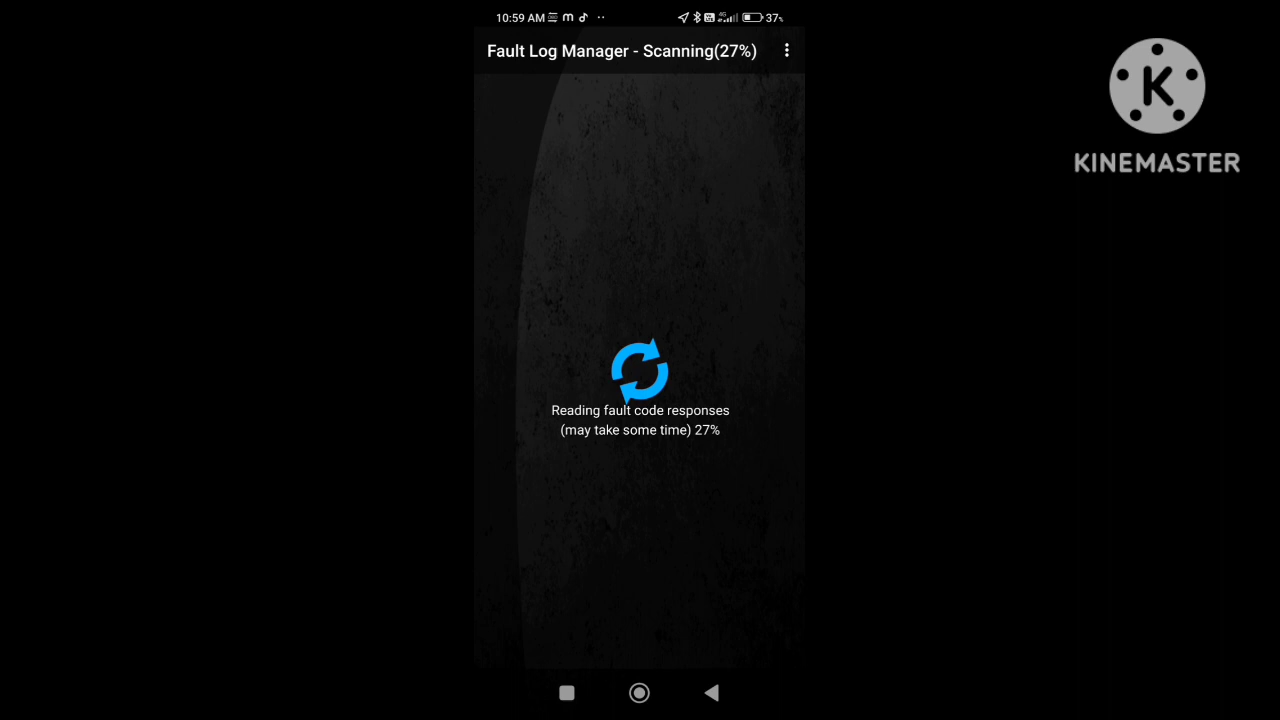 10:59 AM
4G
37%
Fault Log Manager - Scanning(27%)
K
KINEMASTER
Reading fault code responses
(may take some time) 27%